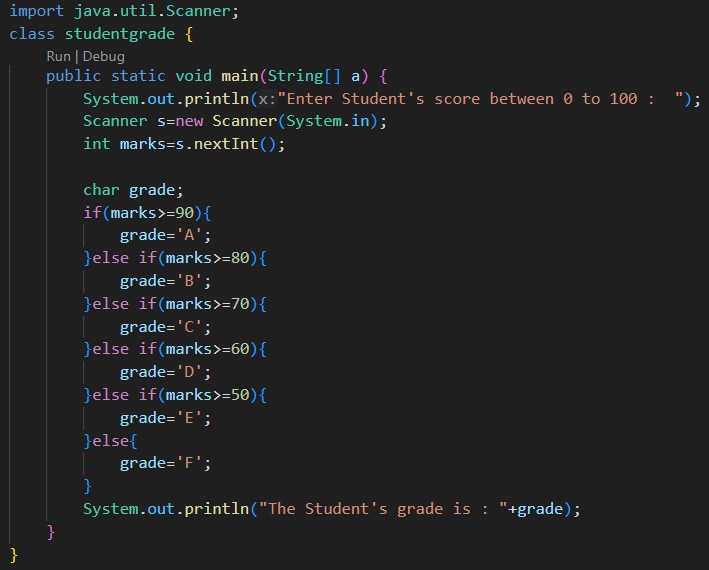 import java.util.Scanner;
class studentgrade {
Run | Debug
public static void main(String[] a) {
System.out.println(x:"Enter Student's score between 0 to 100 :  ");
Scanner s=new Scanner(System.in);
int marks=s.nextInt();
char grade;
if(marks>=90){
grade='A';
}else if(marks>=80){
grade='B';
}else if(marks>=70){
grade='C';
}else if(marks>=60){
grade='D';
}else if(marks>=50){
grade='E';
}else{
grade='F';
}
System.out.println("The Student's grade is : "+grade);
}
}